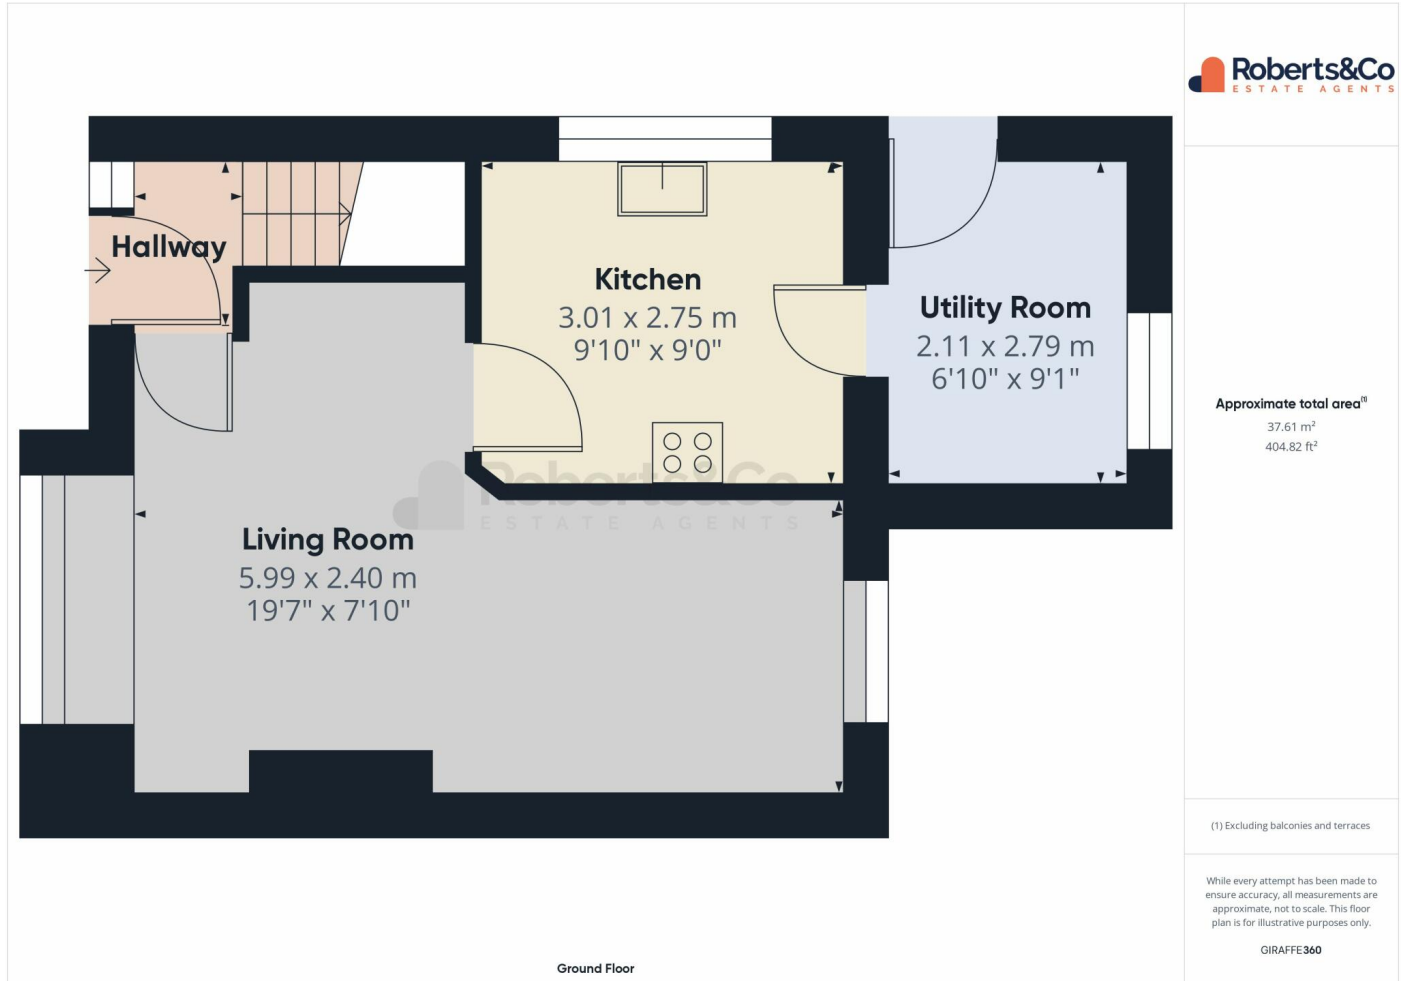 Roberts&Co
ESTATE AGENTS
Hallway
Kitchen
3.01 x 2.75 m
9'10" x 9'0"
Utility Room
2.11 x 2.79 m
6'10" x 9'1"
Roberts&Co
ESTATE AGENTS
Living Room
5.99 x 2.40 m
19'7" x 7'10"
Ground Floor
Approximate total area(1)
37.61 m²
404.82 ft²
(1) Excluding balconies and terraces
While every attempt has been made to
ensure accuracy, all measurements are
approximate, not to scale. This floor
plan is for illustrative purposes only.
GIRAFFE360